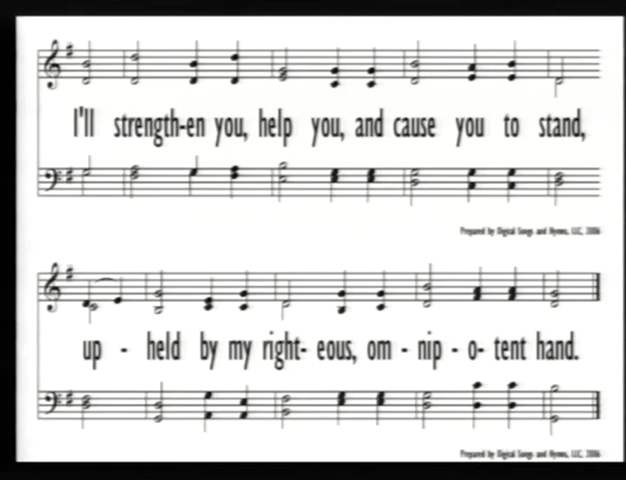 I'll strength-en you, help you, and cause you to stand,
Prepared by Digital Songs and Hymns, LLC, 2006
up - held by my right- eous, om - nip - o- tent hand.
Prepared by Digital Songs and Hymns, LLC, 2006